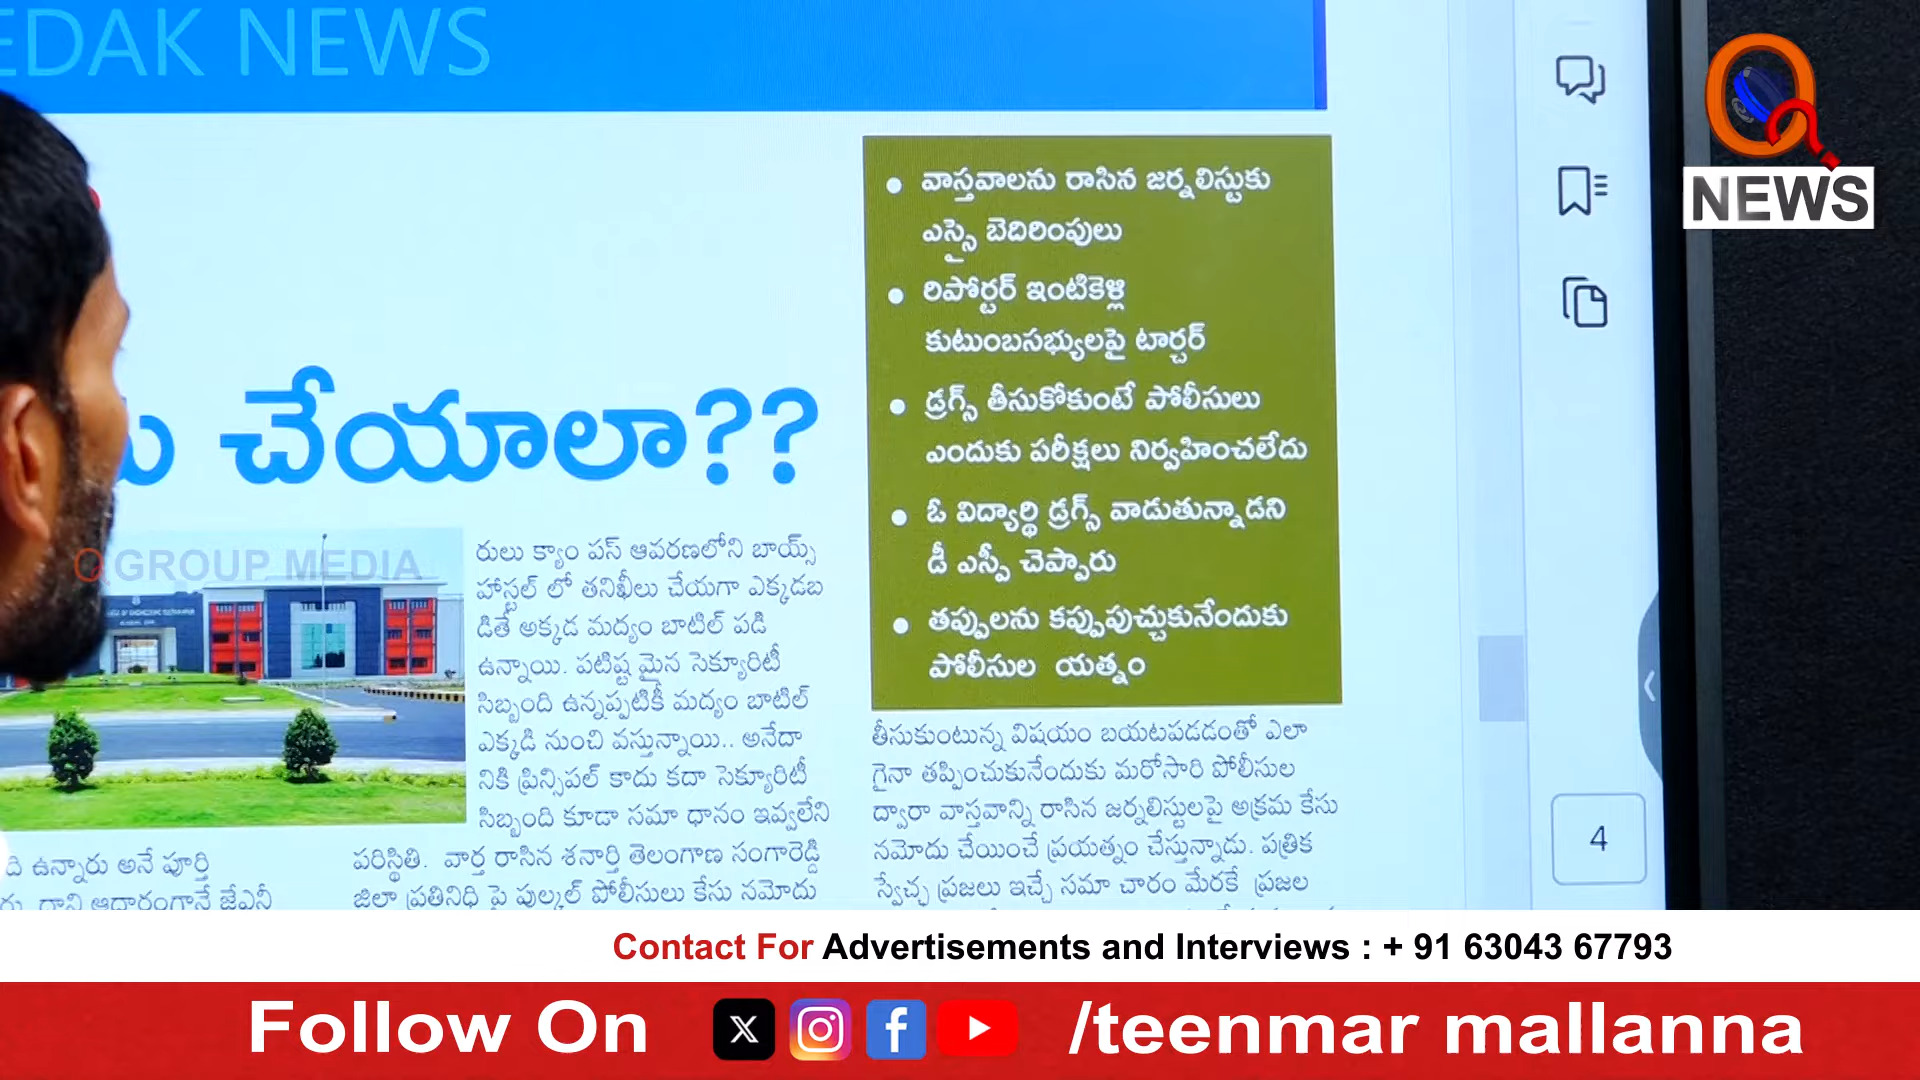 EDAK NEWS
NEWS
చేయాలా??
• వాస్తవాలను రాసిన జర్నలిస్టుకు
ఎస్సై బెదిరింపులు
• రిపోర్టర్ ఇంటికెళ్లి
కుటుంబసభ్యులపై టార్చర్
• డ్రగ్స్ తీసుకోకుంటే పోలీసులు
ఎందుకు పరీక్షలు నిర్వహించలేదు
• ఓ విద్యార్థి డ్రగ్స్ వాడుతున్నాడని
డీ ఎస్పీ చెప్పారు
• తప్పులను కప్పుపుచ్చుకునేందుకు
పోలీసుల యత్నం
Q GROUP MEDIA
రులు క్యాం పస్ ఆవరణలోని బాయ్స్
హాస్టల్ లో తనిఖీలు చేయగా ఎక్కడబ
డితే అక్కడ మద్యం బాటిల్ పడి
ఉన్నాయి. పటిష్ట మైన సెక్యూరిటీ
సిబ్బంది ఉన్నప్పటికీ మద్యం బాటిల్
ఎక్కడి నుంచి వస్తున్నాయి.. అనేదా
నికి ప్రిన్సిపల్ కాదు కదా సెక్యూరిటీ
సిబ్బంది కూడా సమా ధానం ఇవ్వలేని
ది ఉన్నారు అనే పూర్తి
దాని ఆధారంగానే జేఎన్టీ
పరిస్థితి. వార్త రాసిన శనార్తి తెలంగాణ సంగారెడ్డి
జిల్లా ప్రతినిధి పై పుల్కల్ పోలీసులు కేసు నమోదు
తీసుకుంటున్న విషయం బయటపడడంతో ఎలా
గైనా తప్పించుకునేందుకు మరోసారి పోలీసుల
ద్వారా వాస్తవాన్ని రాసిన జర్నలిస్టులపై అక్రమ కేసు
నమోదు చేయించే ప్రయత్నం చేస్తున్నాడు. పత్రిక
స్వేచ్ఛ ప్రజలు ఇచ్చే సమా చారం మేరకే ప్రజల
4
Contact For Advertisements and Interviews : + 91 63043 67793
Follow On /teenmar mallanna